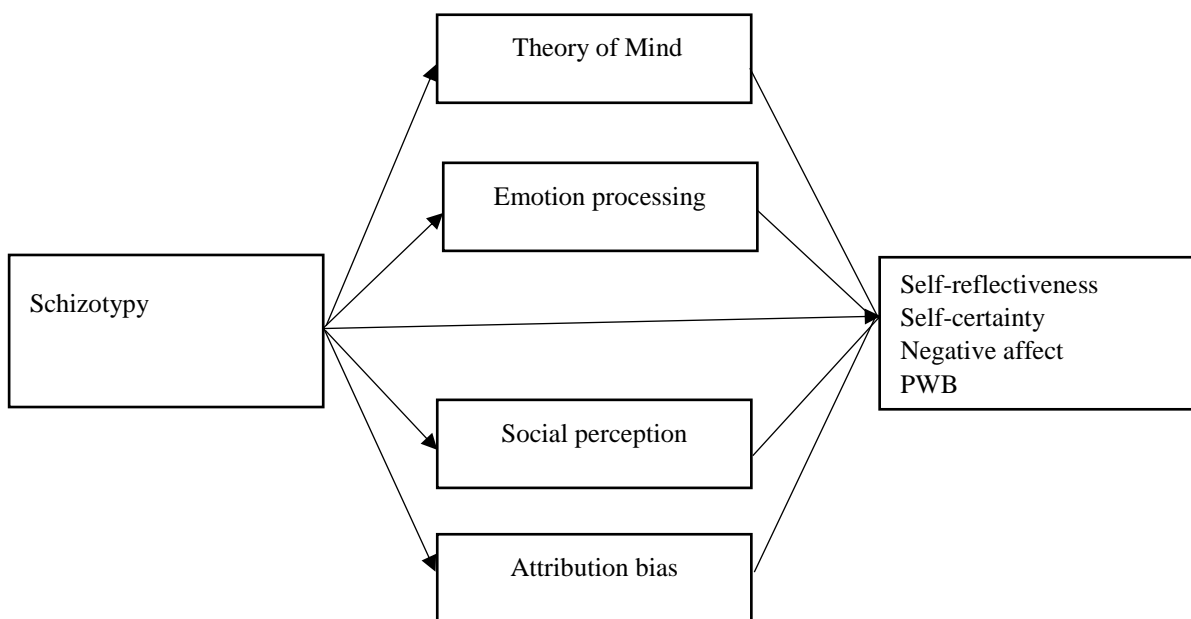 Theory of Mind
Emotion processing
Schizotypy
Self-reflectiveness
Self-certainty
Negative affect
PWB
Social perception
Attribution bias